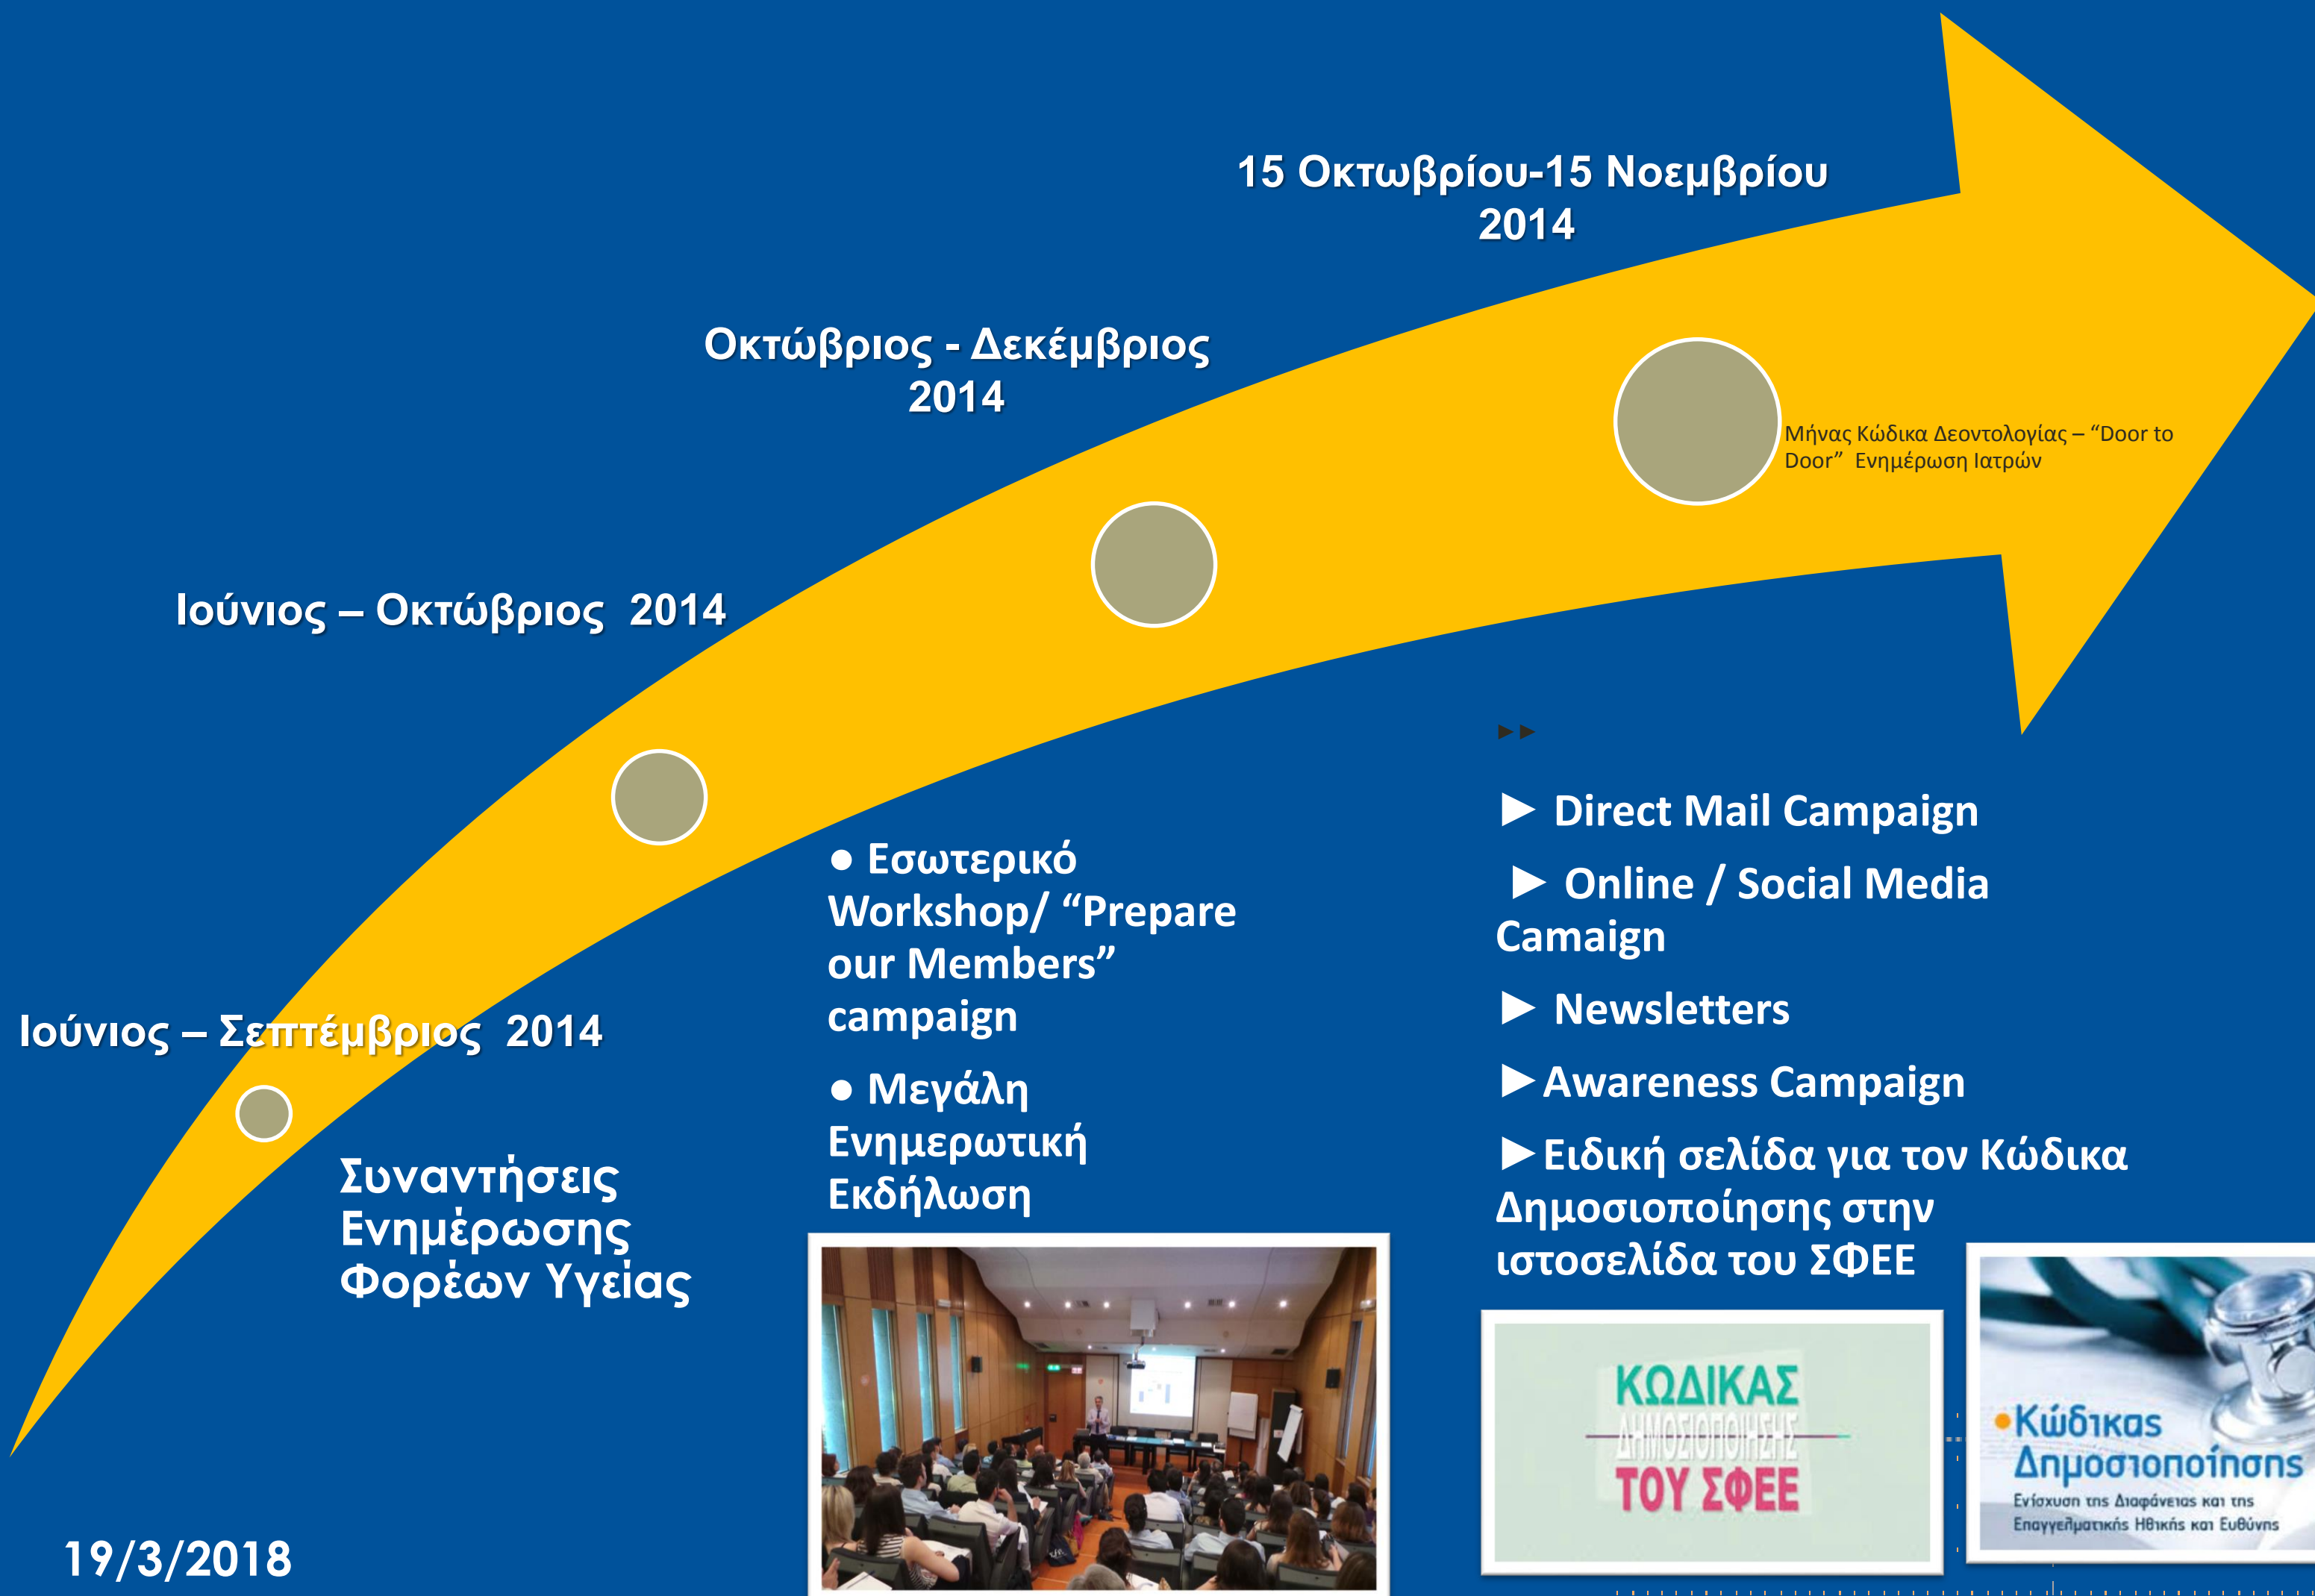 15 Οκτωβρίου-15 Νοεμβρίου
2014
Οκτώβριος - Δεκέμβριος
2014
Μήνας Κώδικα Δεοντολογίας – “Door to
Door”  Ενημέρωση Ιατρών
Ιούνιος – Οκτώβριος  2014
Ιούνιος – Σεπτέμβριος  2014
Συναντήσεις
Ενημέρωσης
Φορέων Υγείας
● Εσωτερικό
Workshop/ “Prepare
our Members”
campaign
● Μεγάλη
Ενημερωτική
Εκδήλωση
►►
► Direct Mail Campaign
► Online / Social Media
Camaign
► Newsletters
►Awareness Campaign
►Ειδική σελίδα για τον Κώδικα
Δημοσιοποίησης στην
ιστοσελίδα του ΣΦΕΕ
ΚΩΔΙΚΑΣ
ΔΗΜΟΣΙΟΠΟΙΗΣΗΣ
ΤΟΥ ΣΦΕΕ
•Κώδικας
Δημοσιοποίησης
Ενίσχυση της Διαφάνειας και της
Επαγγελματικής Ηθικής και Ευθύνης
19/3/2018